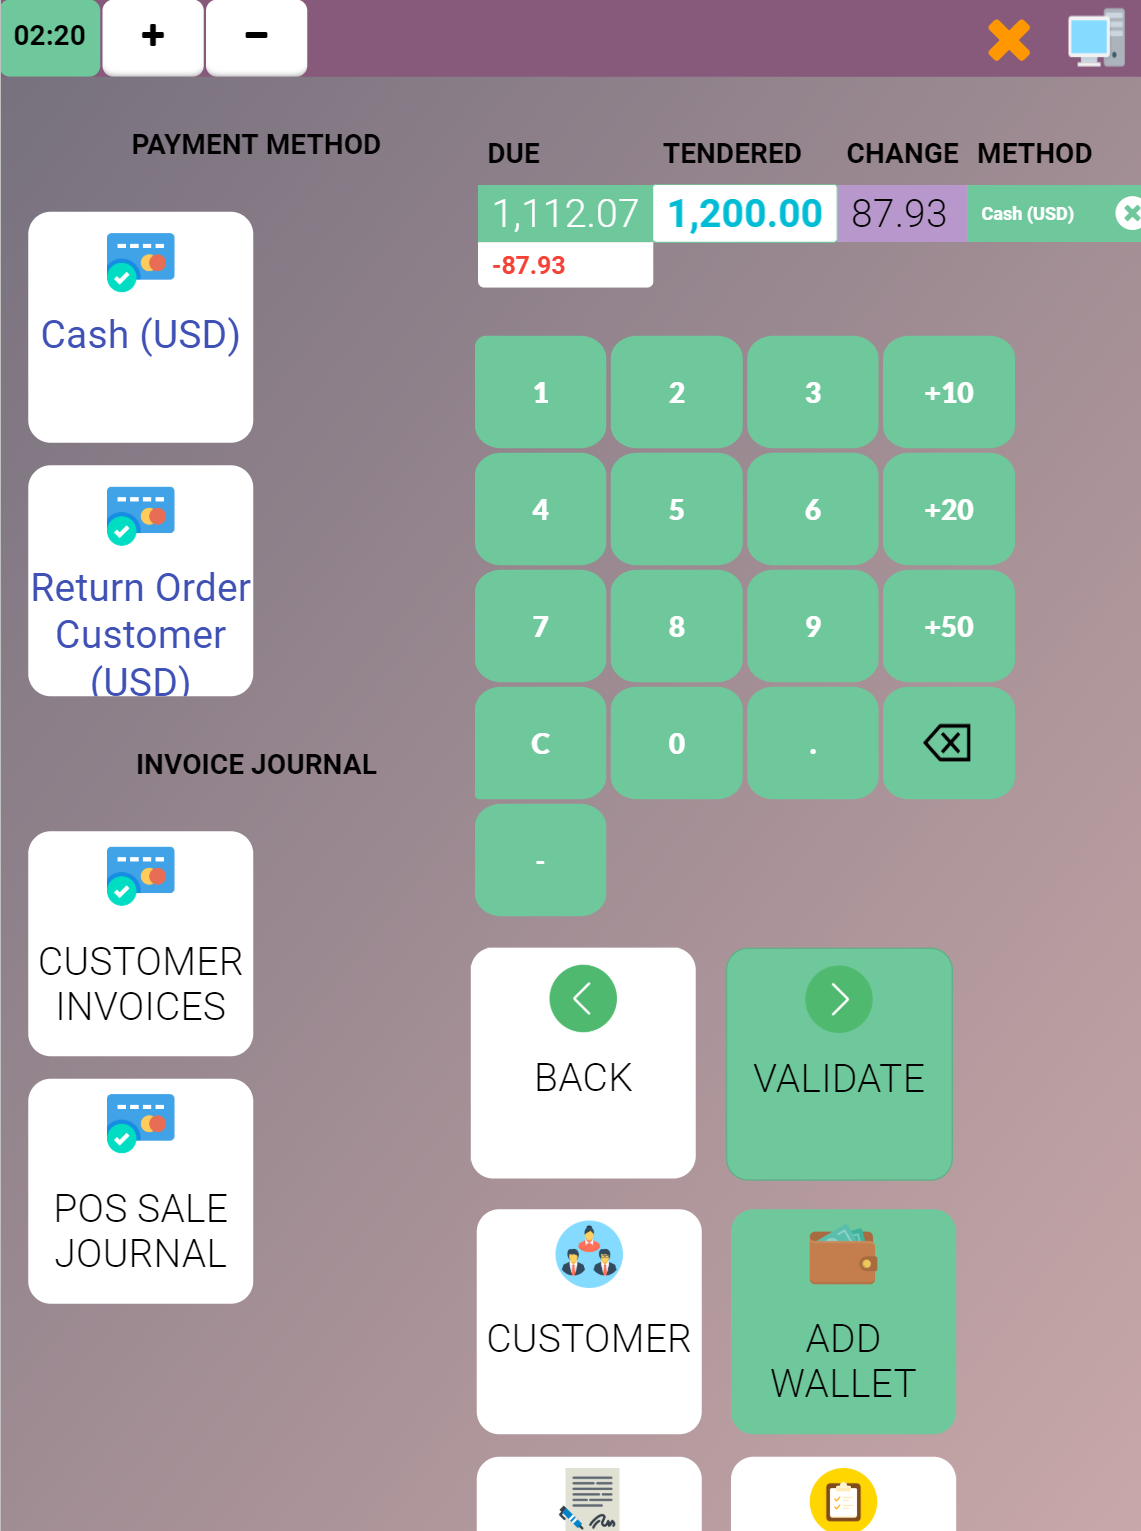 02:20
+
-
PAYMENT METHOD
Cash (USD)
Return Order
Customer
(USD)
INVOICE JOURNAL
CUSTOMER
INVOICES
POS SALE
JOURNAL
DUE TENDERED CHANGE METHOD
1,112.07 1,200.00 87.93 Cash (USD)
-87.93
1 2 3 +10
4 5 6 +20
7 8 9 +50
C 0 .
-
BACK
VALIDATE
CUSTOMER
ADD
WALLET